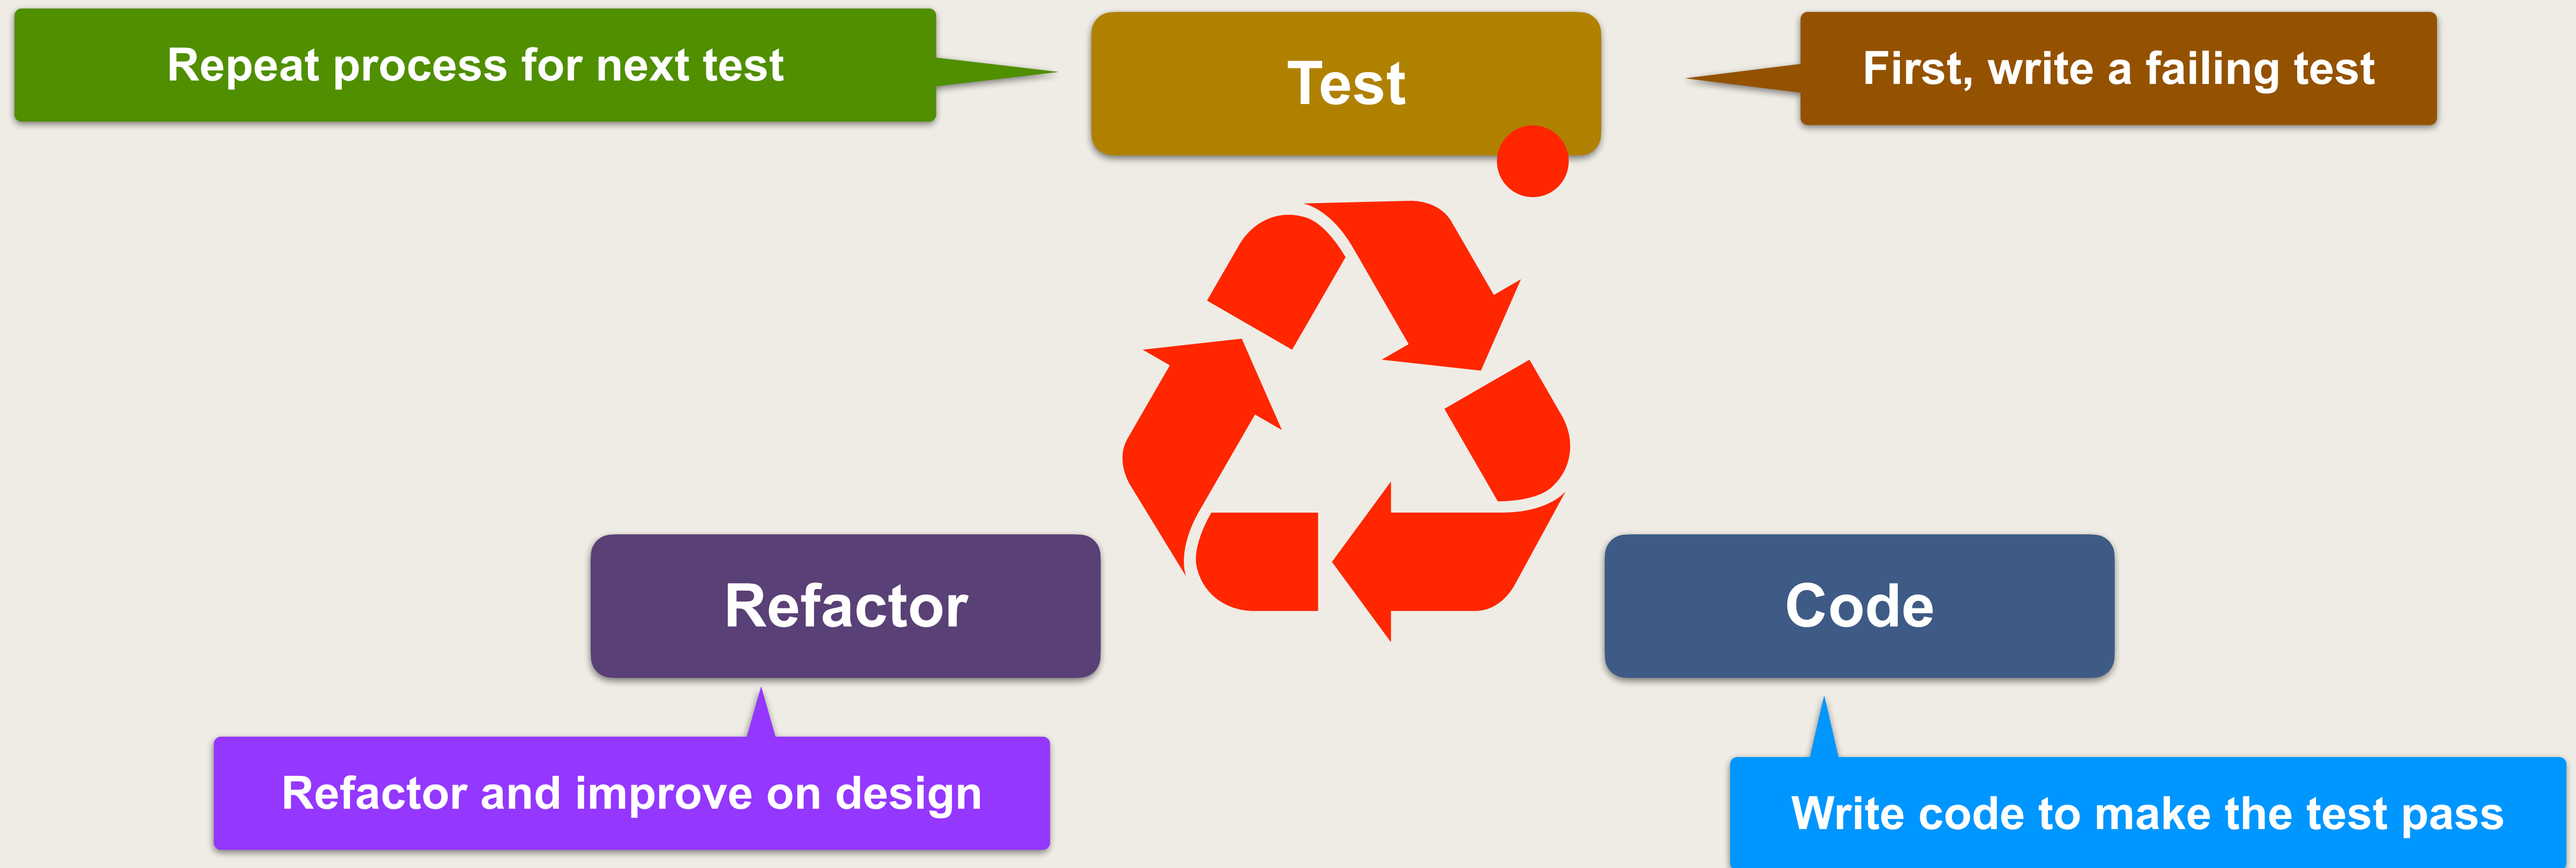 Repeat process for next test
Test
First, write a failing test
Refactor
Code
Refactor and improve on design
Write code to make the test pass